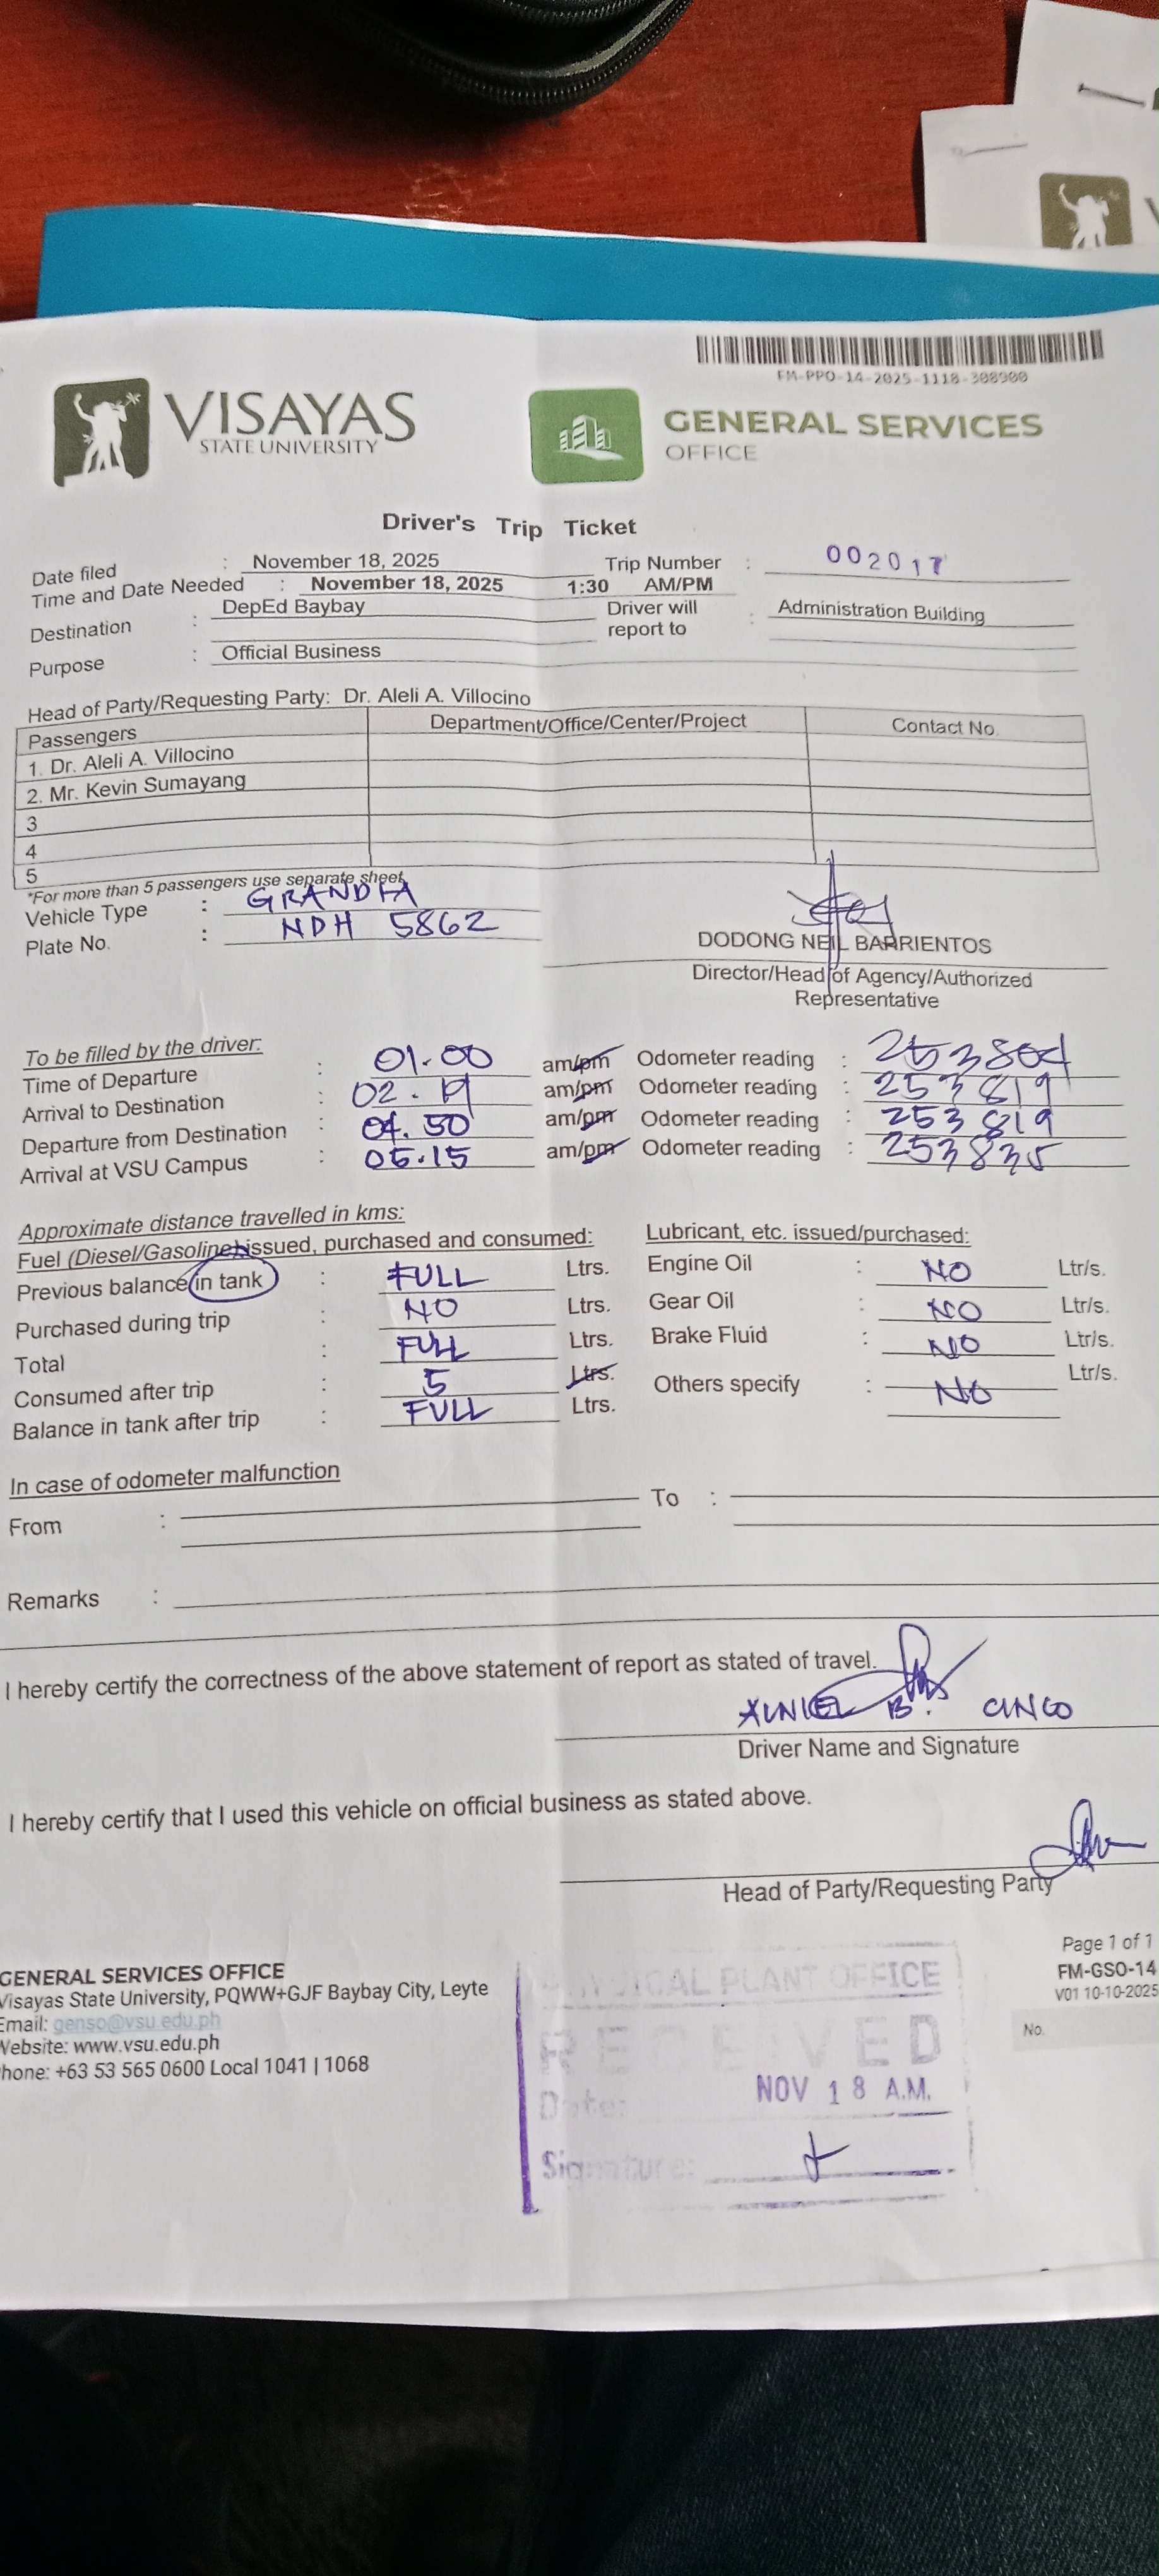 FM-PPO-14-2025-1118-308900
VISAYAS
STATE UNIVERSITY
GENERAL SERVICES
OFFICE
Driver's Trip Ticket
Date filed : November 18, 2025 Trip Number : 002017
Time and Date Needed : November 18, 2025 1:30 AM/PM
Destination : DepEd Baybay Driver will report to : Administration Building
Purpose : Official Business
Head of Party/Requesting Party: Dr. Aleli A. Villocino
Passengers Department/Office/Center/Project Contact No.
1. Dr. Aleli A. Villocino
2. Mr. Kevin Sumayang
3
4
5
*For more than 5 passengers use separate sheet
Vehicle Type : GRANDIA
Plate No. : NDH 5862
DODONG NEIL BARRIENTOS
Director/Head of Agency/Authorized
Representative
To be filled by the driver:
Time of Departure : 01.00 am/pm Odometer reading : 253804
Arrival to Destination : 02. am/pm Odometer reading : 253819
Departure from Destination : 04.50 am/pm Odometer reading : 253819
Arrival at VSU Campus : 05.15 am/pm Odometer reading : 253835
Approximate distance travelled in kms:
Fuel (Diesel/Gasoline) issued, purchased and consumed: Lubricant, etc. issued/purchased:
Previous balance in tank : FULL Ltrs. Engine Oil : NO Ltr/s.
Purchased during trip : NO Ltrs. Gear Oil : NO Ltr/s.
Total : FULL Ltrs. Brake Fluid : NO Ltr/s.
Consumed after trip : 5 Ltrs. Others specify : NO Ltr/s.
Balance in tank after trip : FULL Ltrs.
In case of odometer malfunction
From : To :
Remarks :
I hereby certify the correctness of the above statement of report as stated of travel.
B. CINCO
Driver Name and Signature
I hereby certify that I used this vehicle on official business as stated above.
Head of Party/Requesting Party
GENERAL SERVICES OFFICE
Visayas State University, PQWW+GJF Baybay City, Leyte
Email: genso@vsu.edu.ph
Website: www.vsu.edu.ph
hone: +63 53 565 0600 Local 1041 | 1068
Page 1 of 1
FM-GSO-14
V01 10-10-2025
No.
PHYSICAL PLANT OFFICE
RECEIVED
Date: NOV 18 A.M.
Signature: